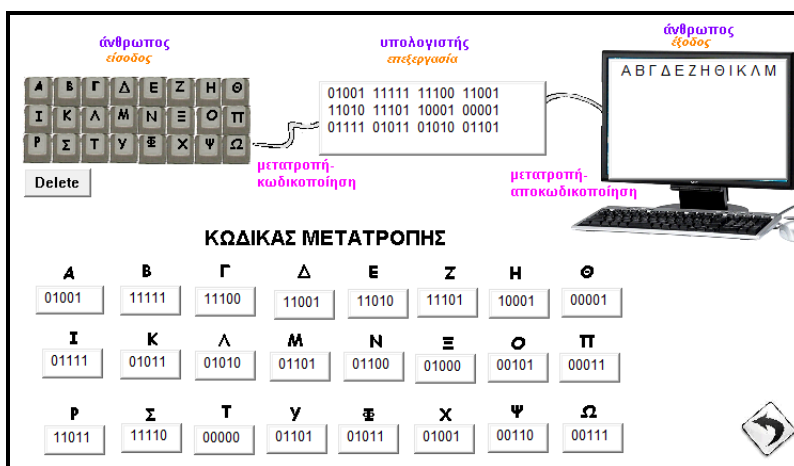 άνθρωπος
είσοδος
υπολογιστής
επεξεργασία
άνθρωπος
έξοδος
Α Β Γ Δ Ε Ζ Η Θ
Ι Κ Λ Μ Ν Ξ Ο Π
Ρ Σ Τ Υ Φ Χ Ψ Ω
Delete
01001 11111 11100 11001
11010 11101 10001 00001
01111 01011 01010 01101
Α Β Γ Δ Ε Ζ Η Θ Ι Κ Λ Μ
μετατροπή-
κωδικοποίηση
μετατροπή-
αποκωδικοποίηση
ΚΩΔΙΚΑΣ ΜΕΤΑΤΡΟΠΗΣ
Α Β Γ Δ Ε Ζ Η Θ
01001 11111 11100 11001 11010 11101 10001 00001
Ι Κ Λ Μ Ν Ξ Ο Π
01111 01011 01010 01101 01100 01000 00101 00011
Ρ Σ Τ Υ Φ Χ Ψ Ω
11011 11110 00000 01101 01011 01001 00110 00111